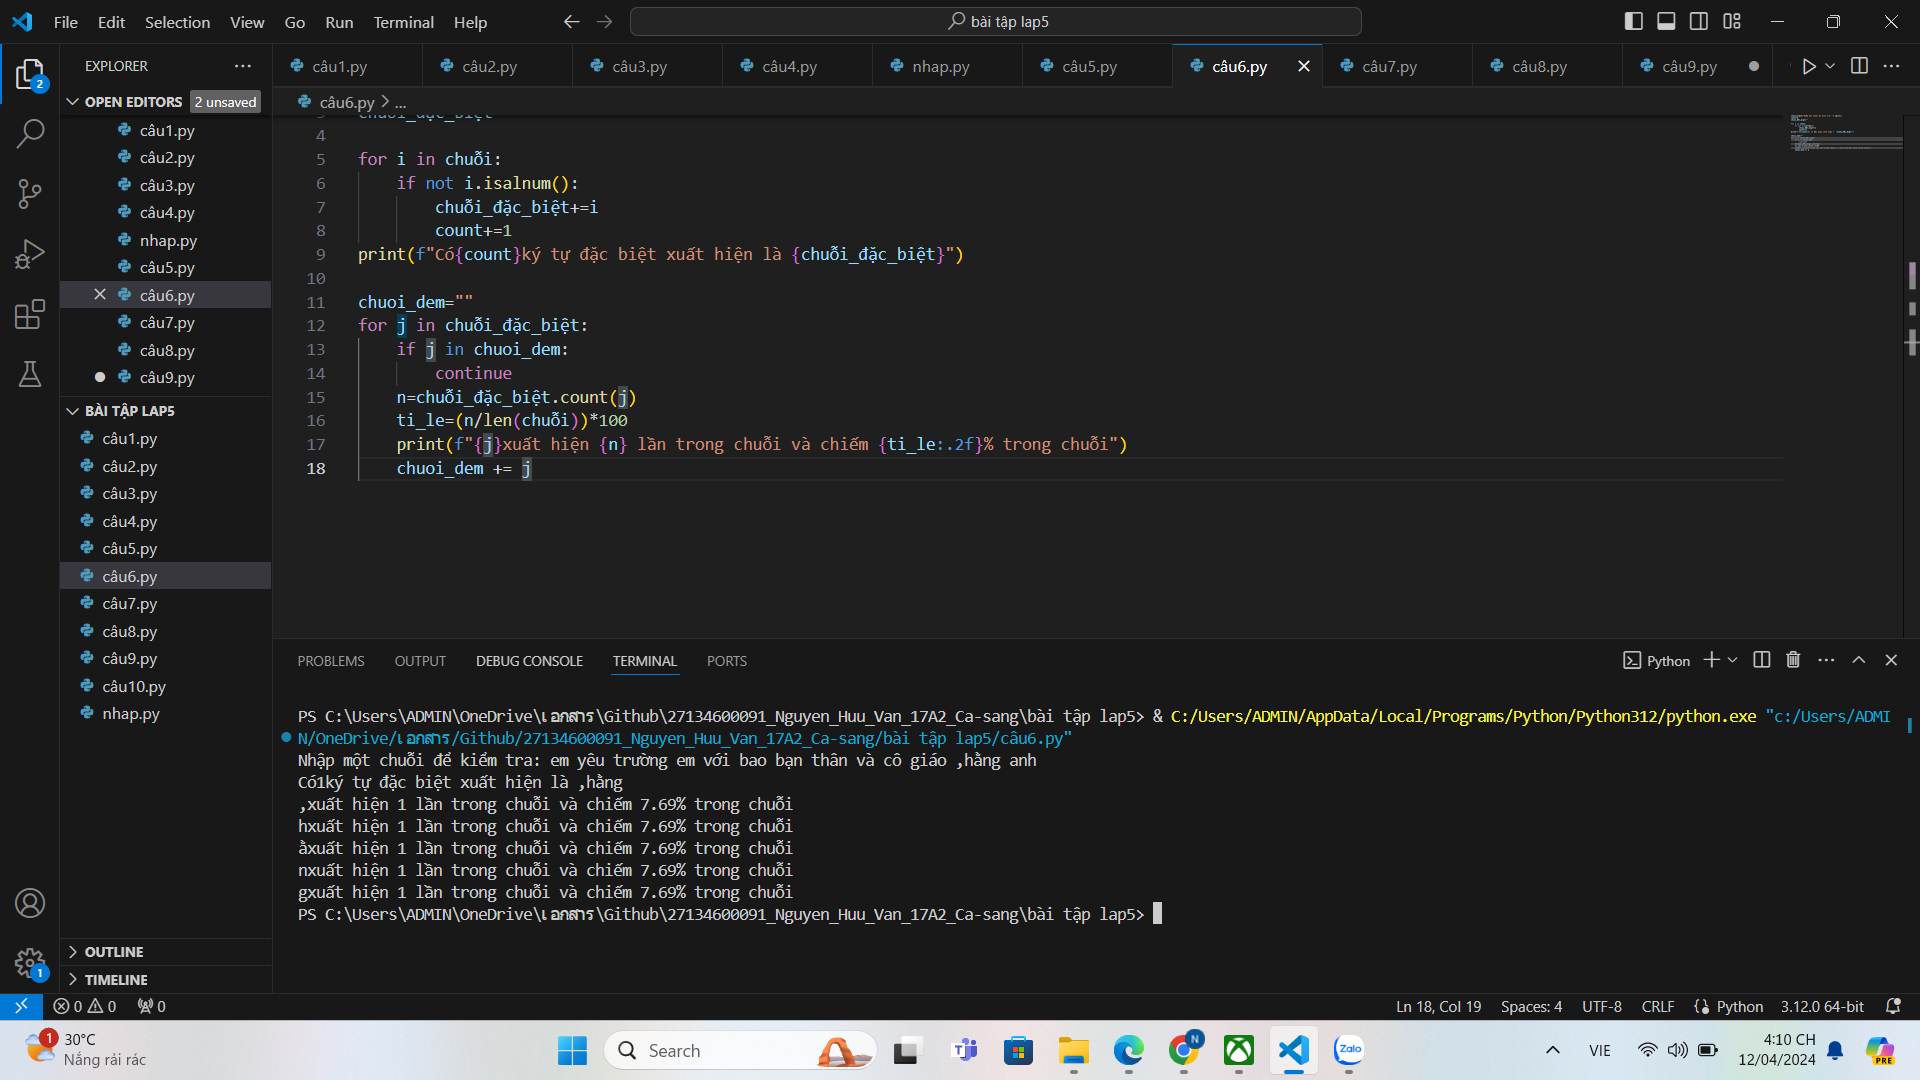 File Edit Selection View Go Run Terminal Help
bài tập lap5
EXPLORER
OPEN EDITORS 2 unsaved
câu1.py
câu2.py
câu3.py
câu4.py
nhap.py
câu5.py
câu6.py
câu7.py
câu8.py
câu9.py
BÀI TẬP LAP5
câu1.py
câu2.py
câu3.py
câu4.py
câu5.py
câu6.py
câu7.py
câu8.py
câu9.py
câu10.py
nhap.py
OUTLINE
TIMELINE
2
1
câu1.py câu2.py câu3.py câu4.py nhap.py câu5.py câu6.py câu7.py câu8.py câu9.py
câu6.py > ...
3 chuỗi_đặc_biệt
4
5 for i in chuỗi:
6 if not i.isalnum():
7 chuỗi_đặc_biệt+=i
8 count+=1
9 print(f"Có{count}ký tự đặc biệt xuất hiện là {chuỗi_đặc_biệt}")
10
11 chuoi_dem=""
12 for j in chuỗi_đặc_biệt:
13 if j in chuoi_dem:
14 continue
15 n=chuỗi_đặc_biệt.count(j)
16 ti_le=(n/len(chuỗi))*100
17 print(f"{j}xuất hiện {n} lần trong chuỗi và chiếm {ti_le:.2f}% trong chuỗi")
18 chuoi_dem += j
PROBLEMS OUTPUT DEBUG CONSOLE TERMINAL PORTS
Python
PS C:\Users\ADMIN\OneDrive\เอกสาร\Github\27134600091_Nguyen_Huu_Van_17A2_Ca-sang\bài tập lap5> & C:/Users/ADMIN/AppData/Local/Programs/Python/Python312/python.exe "c:/Users/ADMI
N/OneDrive/เอกสาร/Github/27134600091_Nguyen_Huu_Van_17A2_Ca-sang/bài tập lap5/câu6.py"
Nhập một chuỗi để kiểm tra: em yêu trường em với bao bạn thân và cô giáo ,hằng anh
Có1ký tự đặc biệt xuất hiện là ,hằng
,xuất hiện 1 lần trong chuỗi và chiếm 7.69% trong chuỗi
hxuất hiện 1 lần trong chuỗi và chiếm 7.69% trong chuỗi
ằxuất hiện 1 lần trong chuỗi và chiếm 7.69% trong chuỗi
nxuất hiện 1 lần trong chuỗi và chiếm 7.69% trong chuỗi
gxuất hiện 1 lần trong chuỗi và chiếm 7.69% trong chuỗi
PS C:\Users\ADMIN\OneDrive\เอกสาร\Github\27134600091_Nguyen_Huu_Van_17A2_Ca-sang\bài tập lap5>
0 0 0
Ln 18, Col 19 Spaces: 4 UTF-8 CRLF Python 3.12.0 64-bit
1
30°C
Nắng rải rác
Search
N
Zalo
VIE
4:10 CH
12/04/2024
PRE